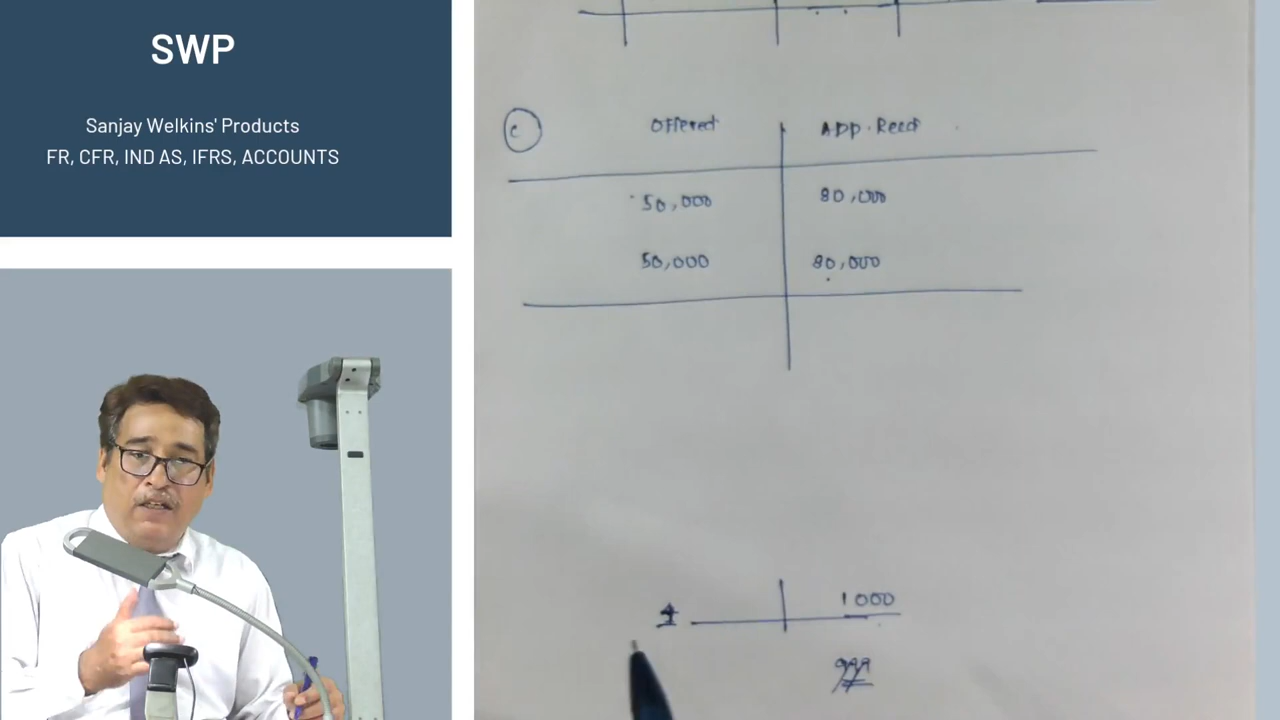 SWP
Sanjay Welkins' Products
FR, CFR, IND AS, IFRS, ACCOUNTS
C Offered App. Recd
50,000 80,000
50,000 80,000
1 1000
999